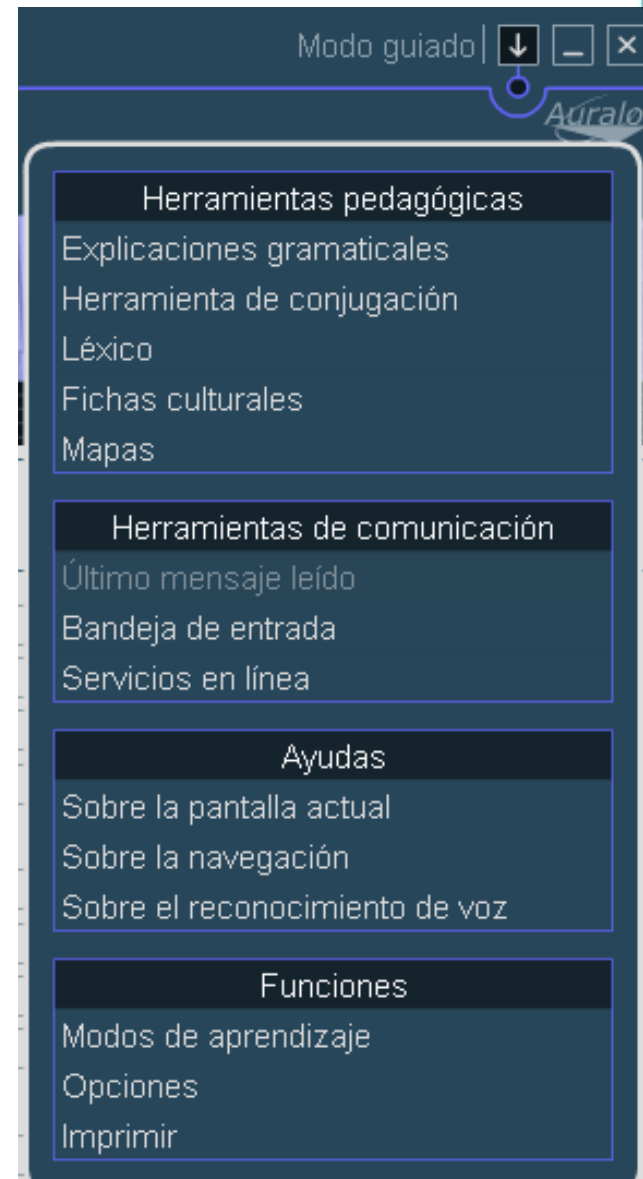 Modo guiado
Herramientas pedagógicas
Explicaciones gramaticales
Herramienta de conjugación
Léxico
Fichas culturales
Mapas
Herramientas de comunicación
Último mensaje leído
Bandeja de entrada
Servicios en línea
Ayudas
Sobre la pantalla actual
Sobre la navegación
Sobre el reconocimiento de voz
Funciones
Modos de aprendizaje
Opciones
Imprimir